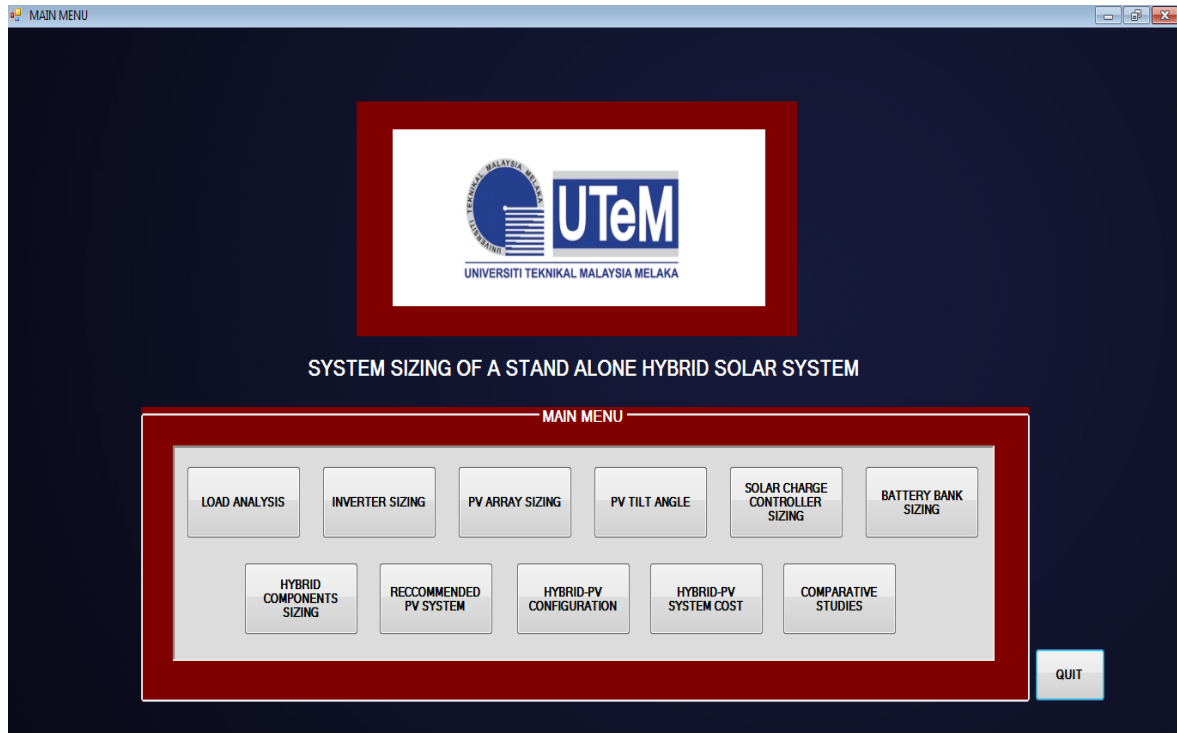 MAIN MENU
UNIVERSITI TEKNIKAL MALAYSIA MELAKA
UTeM
UNIVERSITI TEKNIKAL MALAYSIA MELAKA
SYSTEM SIZING OF A STAND ALONE HYBRID SOLAR SYSTEM
MAIN MENU
LOAD ANALYSIS
INVERTER SIZING
PV ARRAY SIZING
PV TILT ANGLE
SOLAR CHARGE
CONTROLLER
SIZING
BATTERY BANK
SIZING
HYBRID
COMPONENTS
SIZING
RECCOMMENDED
PV SYSTEM
HYBRID-PV
CONFIGURATION
HYBRID-PV
SYSTEM COST
COMPARATIVE
STUDIES
QUIT